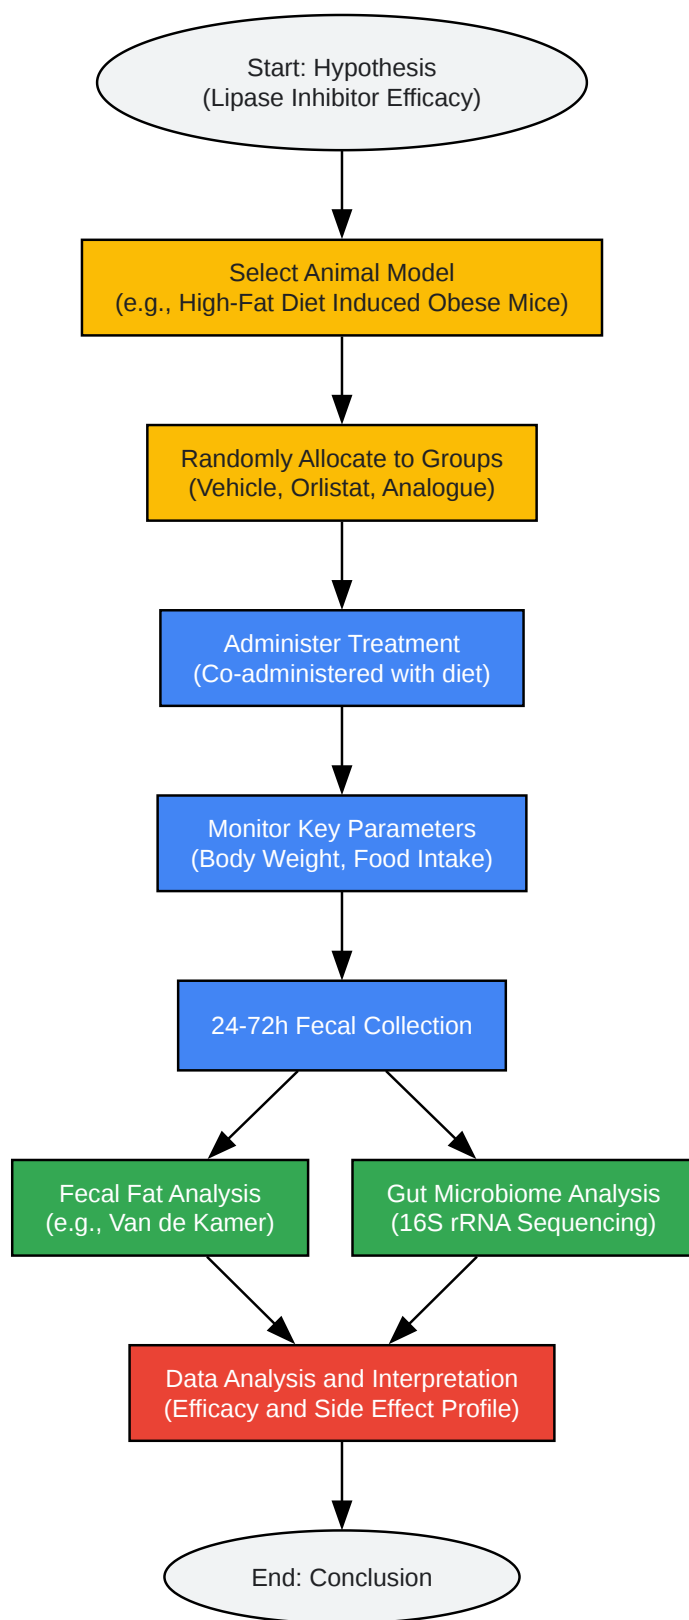 Start: Hypothesis
(Lipase Inhibitor Efficacy)
Select Animal Model
(e.g., High-Fat Diet Induced Obese Mice)
Randomly Allocate to Groups
(Vehicle, Orlistat, Analogue)
Administer Treatment
(Co-administered with diet)
Monitor Key Parameters
(Body Weight, Food Intake)
24-72h Fecal Collection
Fecal Fat Analysis
(e.g., Van de Kamer)
Gut Microbiome Analysis
(16S rRNA Sequencing)
Data Analysis and Interpretation
(Efficacy and Side Effect Profile)
End: Conclusion